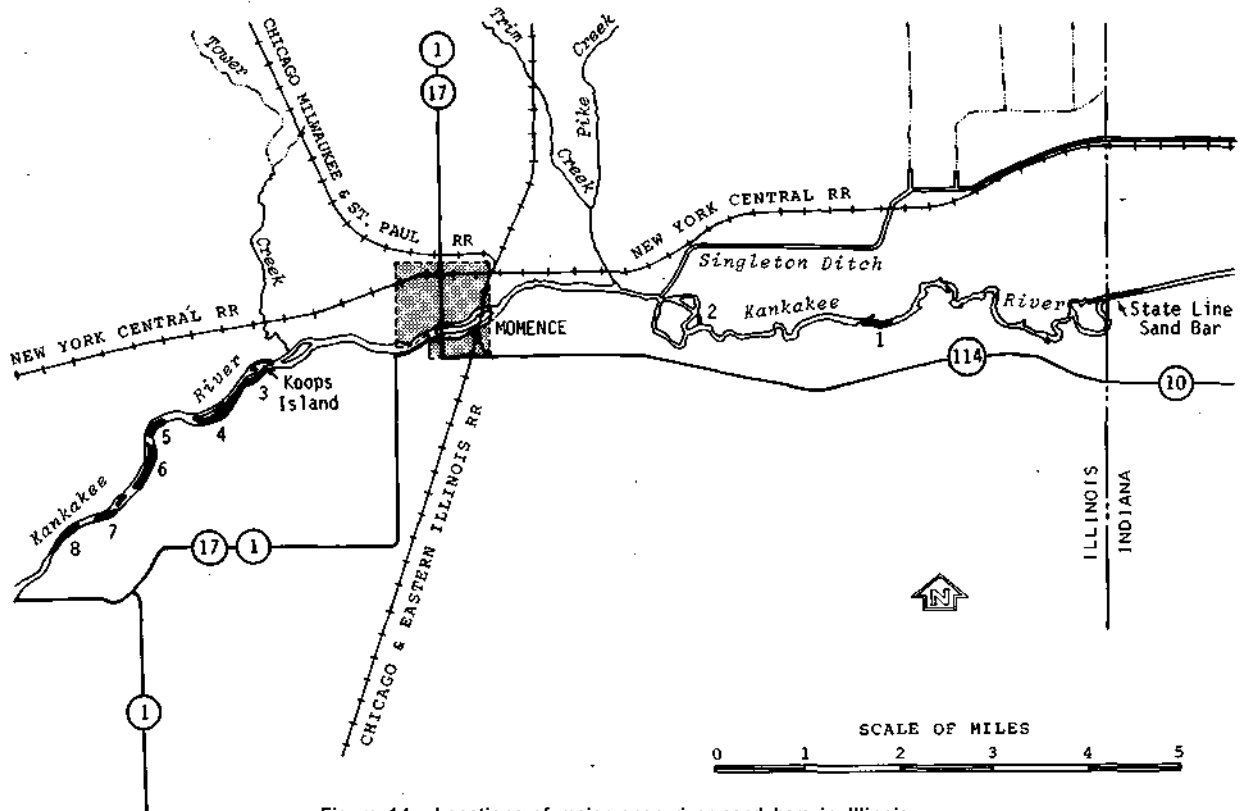 Tower
Creek
CHICAGO MILWAUKEE & ST. PAUL RR
1
17
Trim
Creek
Pike
Creek
NEW YORK CENTRAL RR
Singleton Ditch
NEW YORK CENTRAL RR
2
Kankakee
River
1
State Line
Sand Bar
MOMENCE
114
10
River
Koops
Island
3
4
5
6
Kankakee
7
8
17
1
CHICAGO & EASTERN ILLINOIS RR
ILLINOIS
INDIANA
N
1
SCALE OF MILES
0 1 2 3 4 5